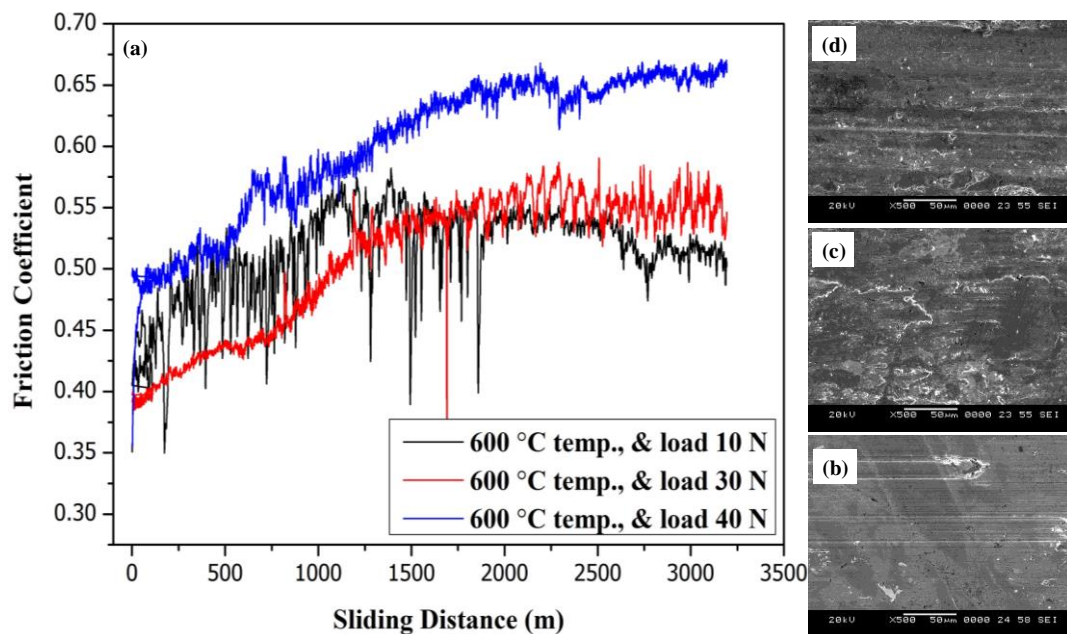 (a)
0.70
0.65
0.60
0.55
0.50
0.45
0.40
0.35
0.30
Friction Coefficient
600 °C temp., & load 10 N
600 °C temp., & load 30 N
600 °C temp., & load 40 N
0 500 1000 1500 2000 2500 3000 3500
Sliding Distance (m)
(d)
20kV X500 50µm 0000 23 55 SEI
(c)
20kV X500 50µm 0000 23 55 SEI
(b)
20kV X500 50µm 0000 24 58 SEI